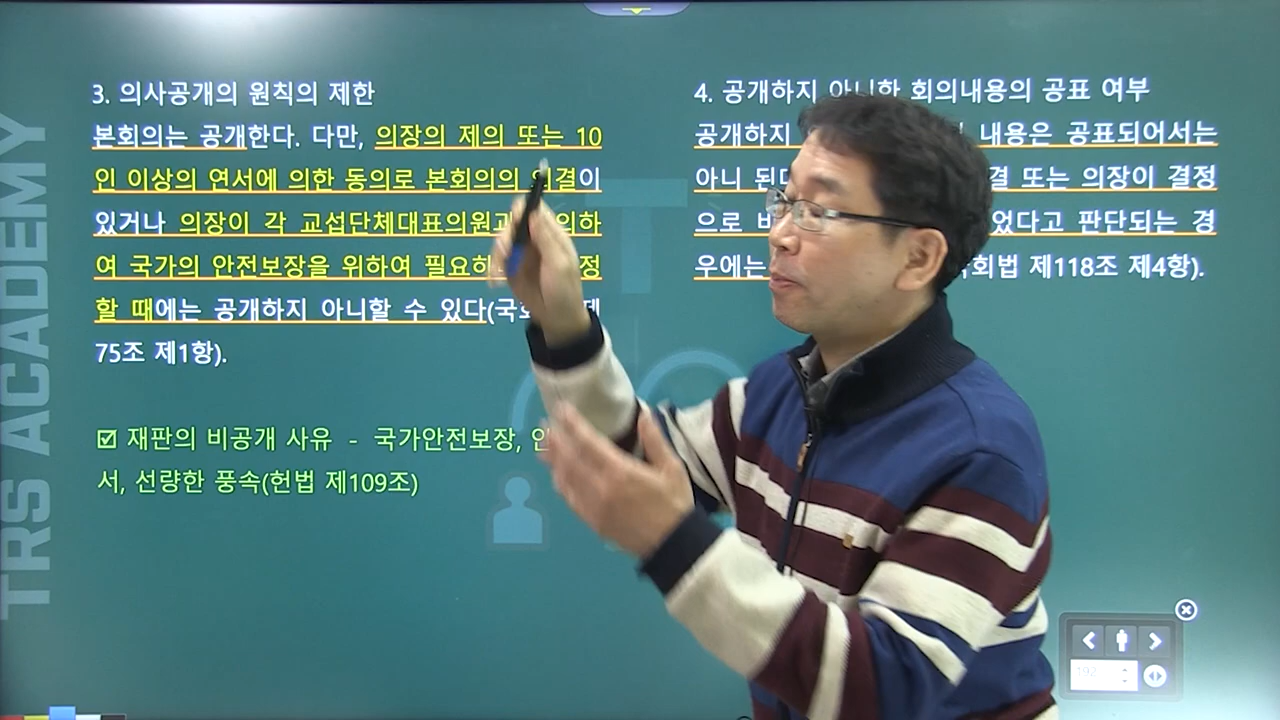 TRS ACADEMY
3. 의사공개의 원칙의 제한
본회의는 공개한다. 다만, 의장의 제의 또는 10
인 이상의 연서에 의한 동의로 본회의의 의결이
있거나 의장이 각 교섭단체대표의원과 협의하
여 국가의 안전보장을 위하여 필요하다고 결정
할 때에는 공개하지 아니할 수 있다(국회법 제
75조 제1항).
☑ 재판의 비공개 사유 - 국가안전보장,
서, 선량한 풍속(헌법 제109조)
4. 공개하지 아니한 회의내용의 공표 여부
공개하지 내용은 공표되어서는
아니 또는 의장이 결정
으로 판단되는 경
우에는 제118조 제4항).
192